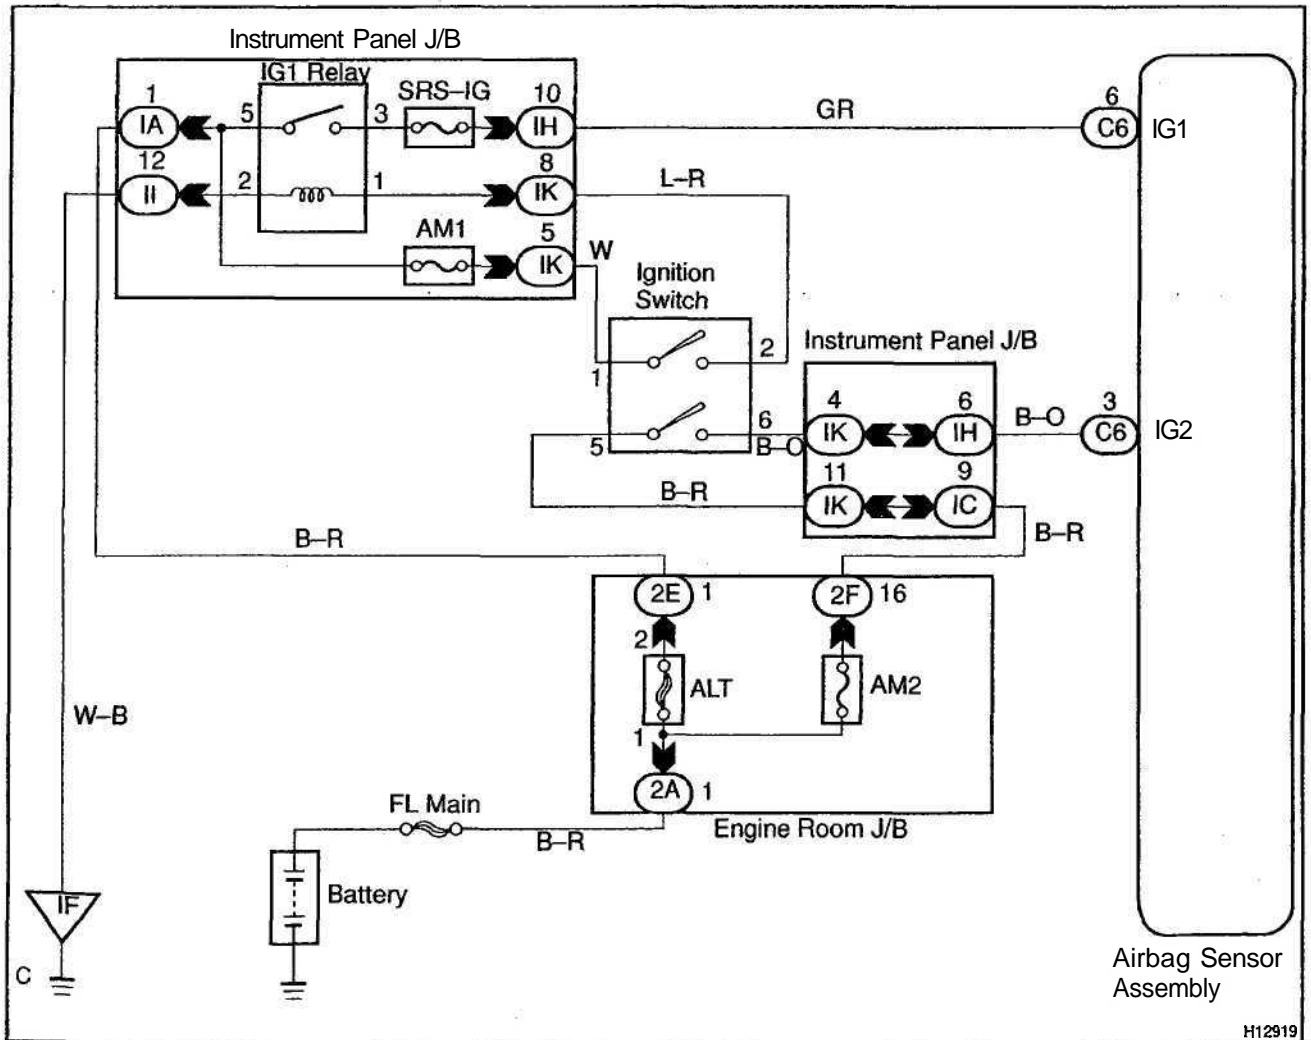 Instrument Panel J/B
IG1 Relay
SRS–IG
1
IA
5
3
10
IH
GR
6
C6
IG1
12
II
2
1
8
IK
L–R
AM1
5
IK
W
Ignition
Switch
1
2
Instrument Panel J/B
5
6
B–O
4
IK
6
IH
B–O
3
C6
IG2
B–R
11
IK
9
IC
B–R
B–R
2E
1
2F
16
2
ALT
AM2
1
W–B
2A
1
FL Main
B–R
Engine Room J/B
Battery
IF
C
Airbag Sensor
Assembly
H12919